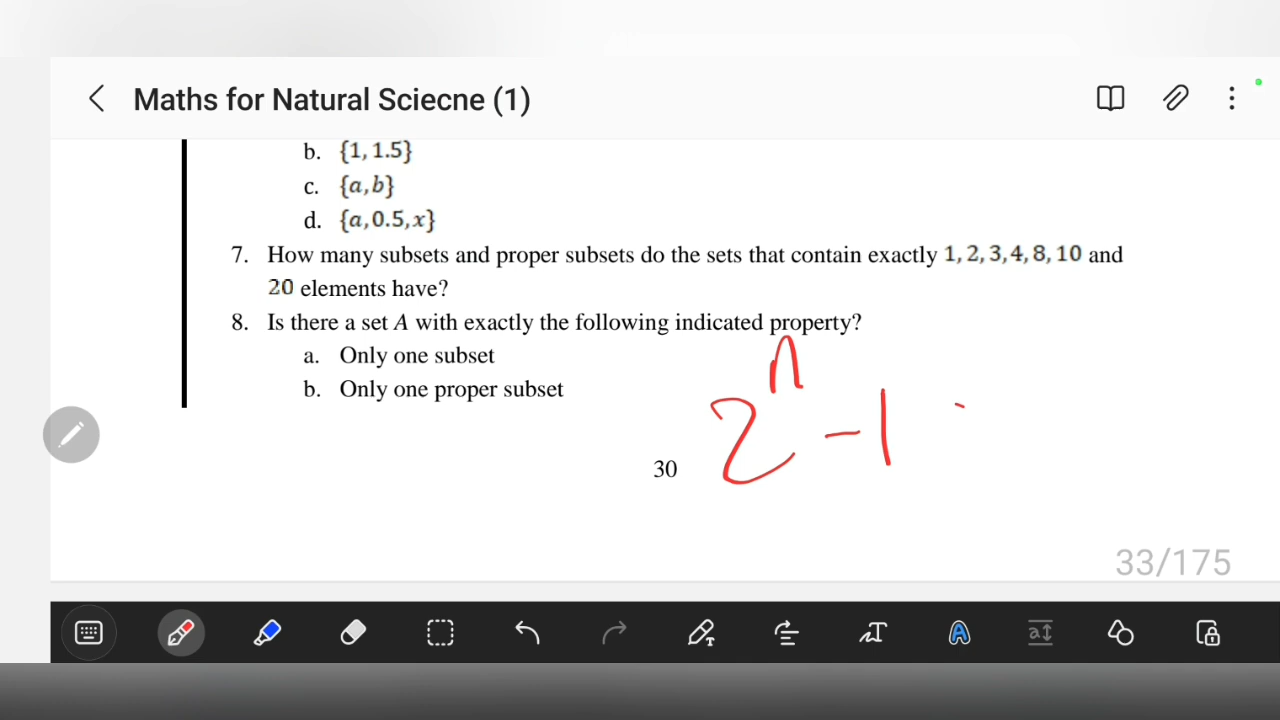 Maths for Natural Sciecne (1)
b. {1, 1.5}
c. {a, b}
d. {a, 0.5, x}
7. How many subsets and proper subsets do the sets that contain exactly 1, 2, 3, 4, 8, 10 and
20 elements have?
8. Is there a set A with exactly the following indicated property?
a. Only one subset
b. Only one proper subset
2ⁿ - 1
30
33/175